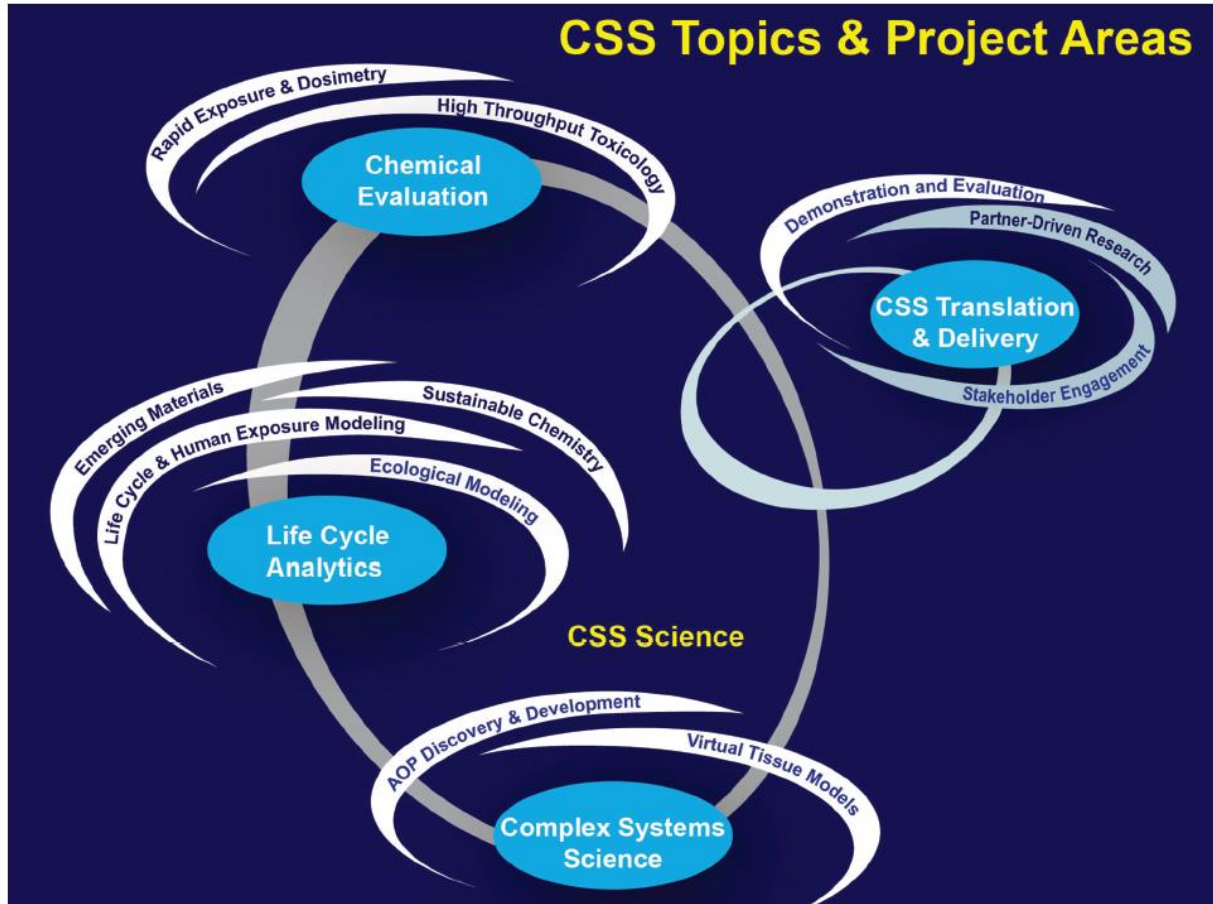 CSS Topics & Project Areas
Rapid Exposure & Dosimetry
High Throughput Toxicology
Chemical
Evaluation
Demonstration and Evaluation
Partner-Driven Research
CSS Translation
& Delivery
Stakeholder Engagement
Emerging Materials
Sustainable Chemistry
Life Cycle & Human Exposure Modeling
Ecological Modeling
Life Cycle
Analytics
CSS Science
AOP Discovery & Development
Virtual Tissue Models
Complex Systems
Science